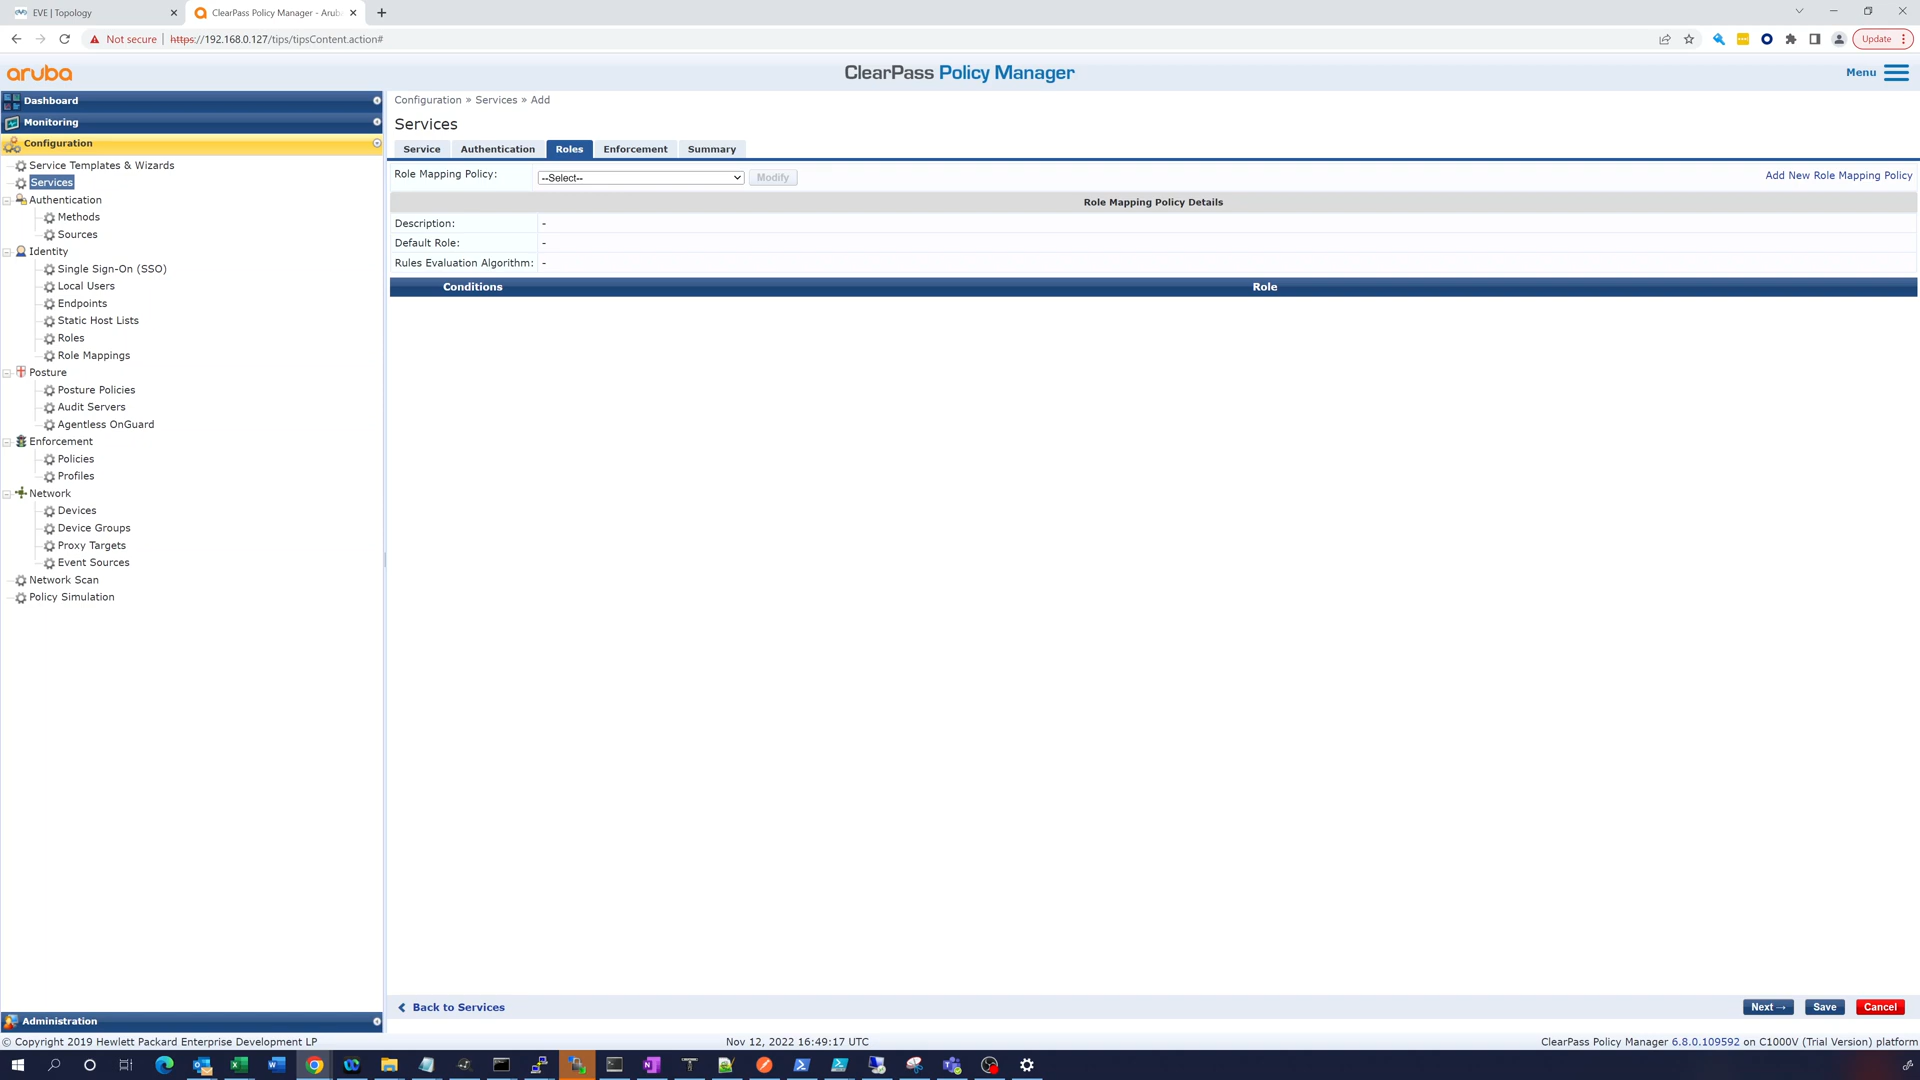 EVE | Topology
ClearPass Policy Manager - Aruba
Not secure
https://192.168.0.127/tips/tipsContent.action#
Update
aruba
ClearPass Policy Manager
Menu
Dashboard
Monitoring
Configuration
Service Templates & Wizards
Services
Authentication
Methods
Sources
Identity
Single Sign-On (SSO)
Local Users
Endpoints
Static Host Lists
Roles
Role Mappings
Posture
Posture Policies
Audit Servers
Agentless OnGuard
Enforcement
Policies
Profiles
Network
Devices
Device Groups
Proxy Targets
Event Sources
Network Scan
Policy Simulation
Administration
Configuration » Services » Add
Services
Service Authentication Roles Enforcement Summary
Role Mapping Policy: --Select-- Modify Add New Role Mapping Policy
Role Mapping Policy Details
Description: -
Default Role: -
Rules Evaluation Algorithm: -
Conditions Role
Back to Services
Next → Save Cancel
© Copyright 2019 Hewlett Packard Enterprise Development LP
Nov 12, 2022 16:49:17 UTC
ClearPass Policy Manager 6.8.0.109592 on C1000V (Trial Version) platform